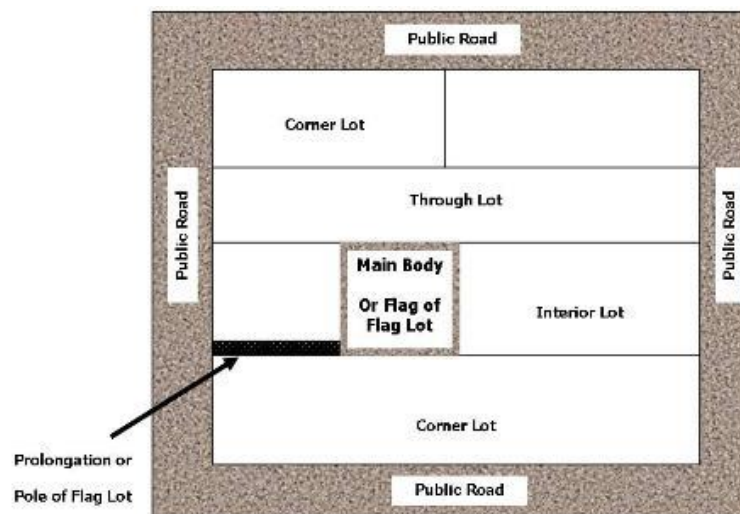 Public Road
Corner Lot
Public Road
Public Road
Through Lot
Main Body
Or Flag of
Flag Lot
Interior Lot
Corner Lot
Prolongation or
Pole of Flag Lot
Public Road